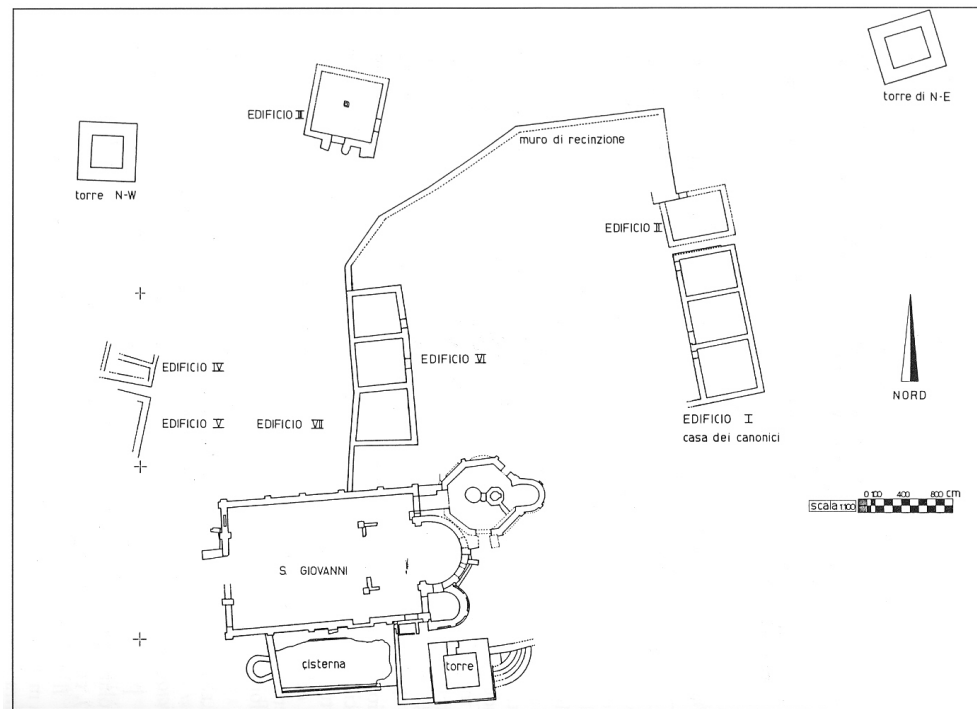 torre di N-E
EDIFICIO III
muro di recinzione
torre N-W
EDIFICIO II
EDIFICIO IV
EDIFICIO VI
NORD
EDIFICIO V
EDIFICIO VII
EDIFICIO I
casa dei canonici
0 100 400 800 cm
scala 1:100
S. GIOVANNI
cisterna
torre